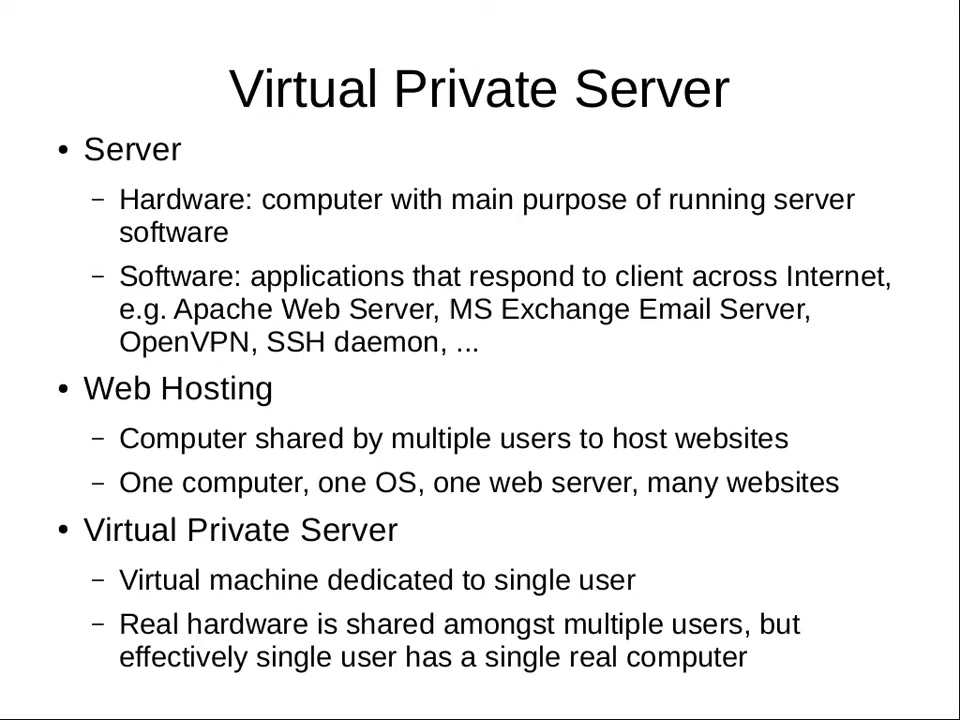 Virtual Private Server
• Server
– Hardware: computer with main purpose of running server
software
– Software: applications that respond to client across Internet,
e.g. Apache Web Server, MS Exchange Email Server,
OpenVPN, SSH daemon, ...
• Web Hosting
– Computer shared by multiple users to host websites
– One computer, one OS, one web server, many websites
• Virtual Private Server
– Virtual machine dedicated to single user
– Real hardware is shared amongst multiple users, but
effectively single user has a single real computer